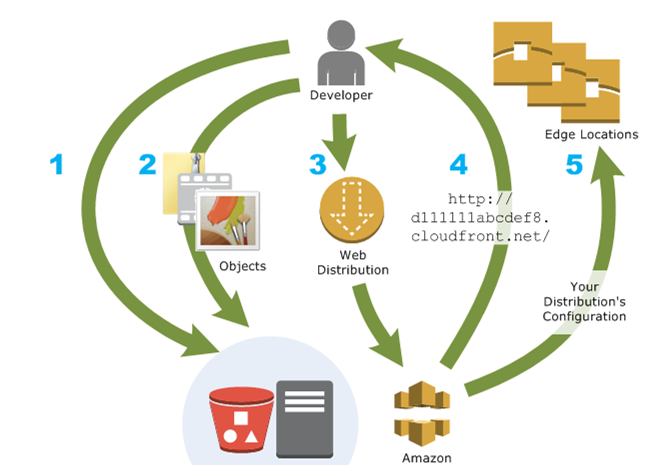 Developer
Edge Locations
1
2
3
4
5
http://
d111111abcdef8.
cloudfront.net/
Web
Distribution
Objects
Your
Distribution's
Configuration
Amazon